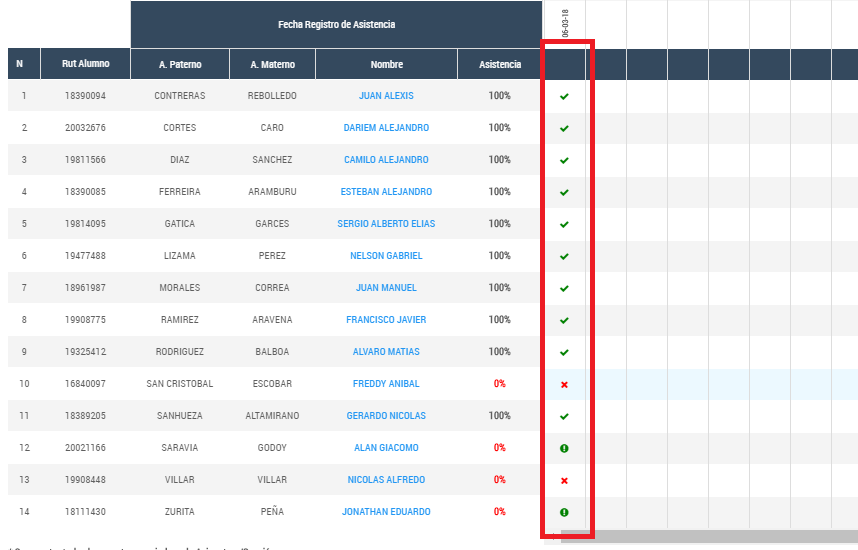 Fecha Registro de Asistencia 06-03-18
N Rut Alumno A. Paterno A. Materno Nombre Asistencia
1 18390094 CONTRERAS REBOLLEDO JUAN ALEXIS 100%
2 20032676 CORTES CARO DARIEM ALEJANDRO 100%
3 19811566 DIAZ SANCHEZ CAMILO ALEJANDRO 100%
4 18390085 FERREIRA ARAMBURU ESTEBAN ALEJANDRO 100%
5 19814095 GATICA GARCES SERGIO ALBERTO ELIAS 100%
6 19477488 LIZAMA PEREZ NELSON GABRIEL 100%
7 18961987 MORALES CORREA JUAN MANUEL 100%
8 19908775 RAMIREZ ARAVENA FRANCISCO JAVIER 100%
9 19325412 RODRIGUEZ BALBOA ALVARO MATIAS 100%
10 16840097 SAN CRISTOBAL ESCOBAR FREDDY ANIBAL 0%
11 18389205 SANHUEZA ALTAMIRANO GERARDO NICOLAS 100%
12 20021166 SARAVIA GODOY ALAN GIACOMO 0%
13 19908448 VILLAR VILLAR NICOLAS ALFREDO 0%
14 18111430 ZURITA PEÑA JONATHAN EDUARDO 0%